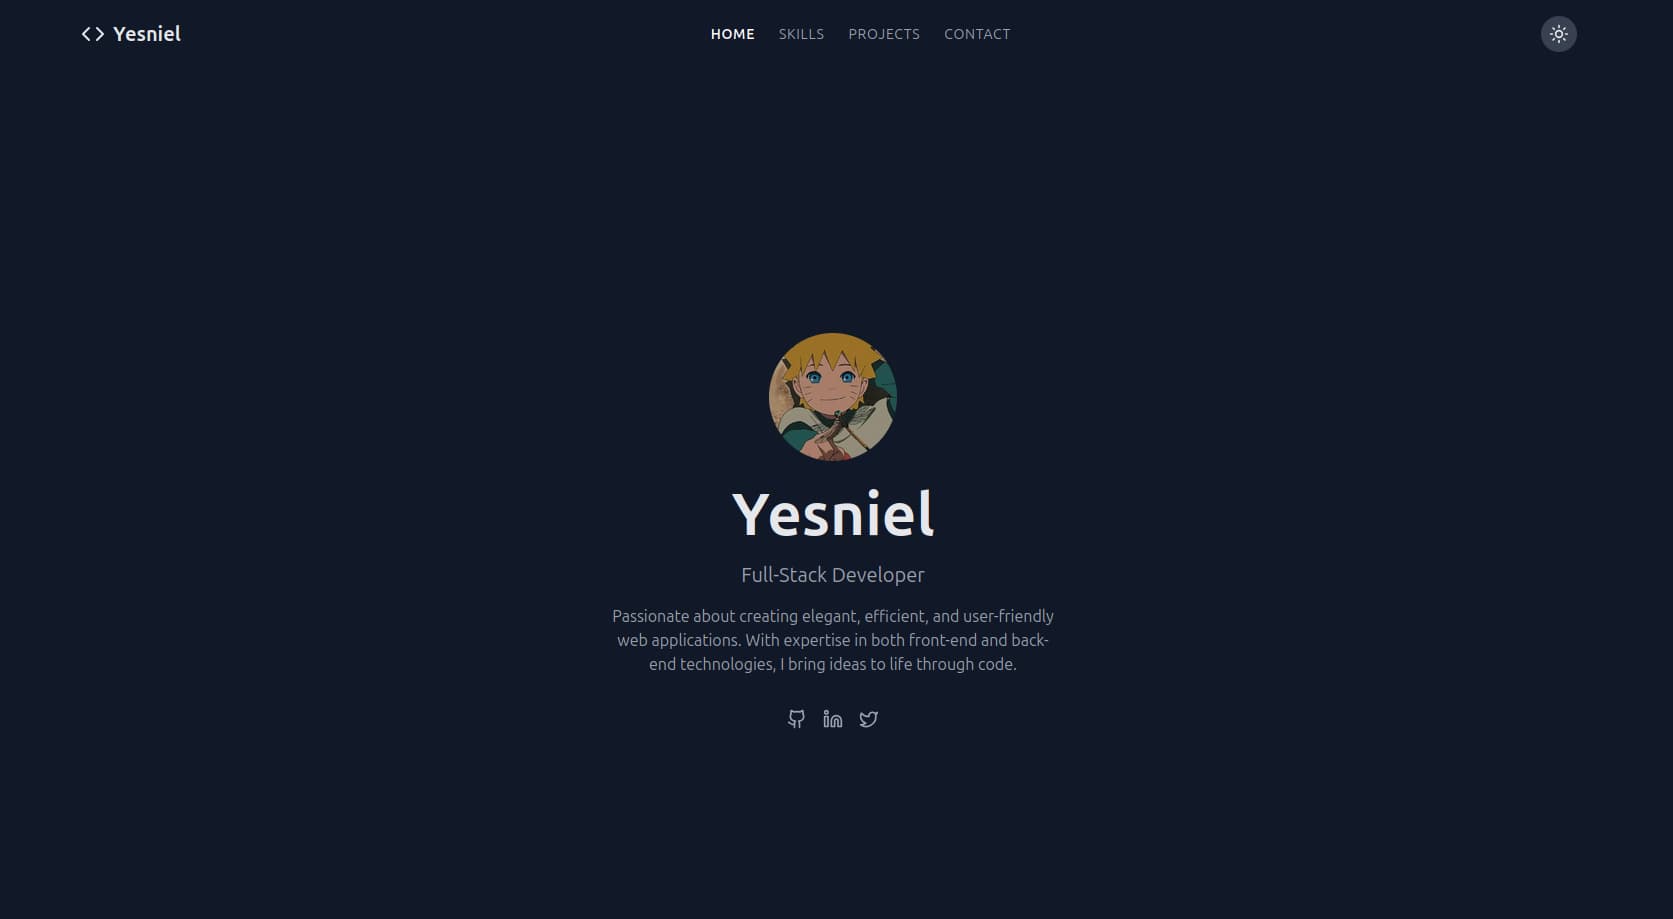 Yesniel
HOME SKILLS PROJECTS CONTACT
Yesniel
Full-Stack Developer
Passionate about creating elegant, efficient, and user-friendly
web applications. With expertise in both front-end and back-
end technologies, I bring ideas to life through code.